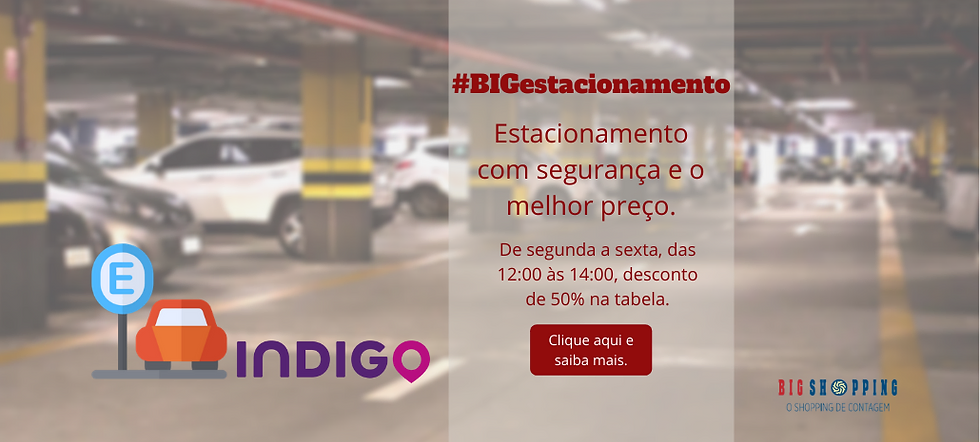 #BIGestacionamento
Estacionamento
com segurança e o
melhor preço.
De segunda a sexta, das
12:00 às 14:00, desconto
de 50% na tabela.
Clique aqui e
saiba mais.
E
INDIGO
BIG SHOPPING
O SHOPPING DE CONTAGEM